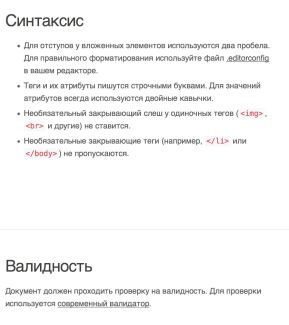 Синтаксис
• Для отступов у вложенных элементов используются два пробела.
Для правильного форматирования используйте файл .editorconfig
в вашем редакторе.
• Теги и их атрибуты пишутся строчными буквами. Для значений
атрибутов всегда используются двойные кавычки.
• Необязательный закрывающий слеш у одиночных тегов ( <img> ,
<br> и другие) не ставится.
• Необязательные закрывающие теги (например, </li> или
</body> ) не пропускаются.
Валидность
Документ должен проходить проверку на валидность. Для проверки
используется современный валидатор.